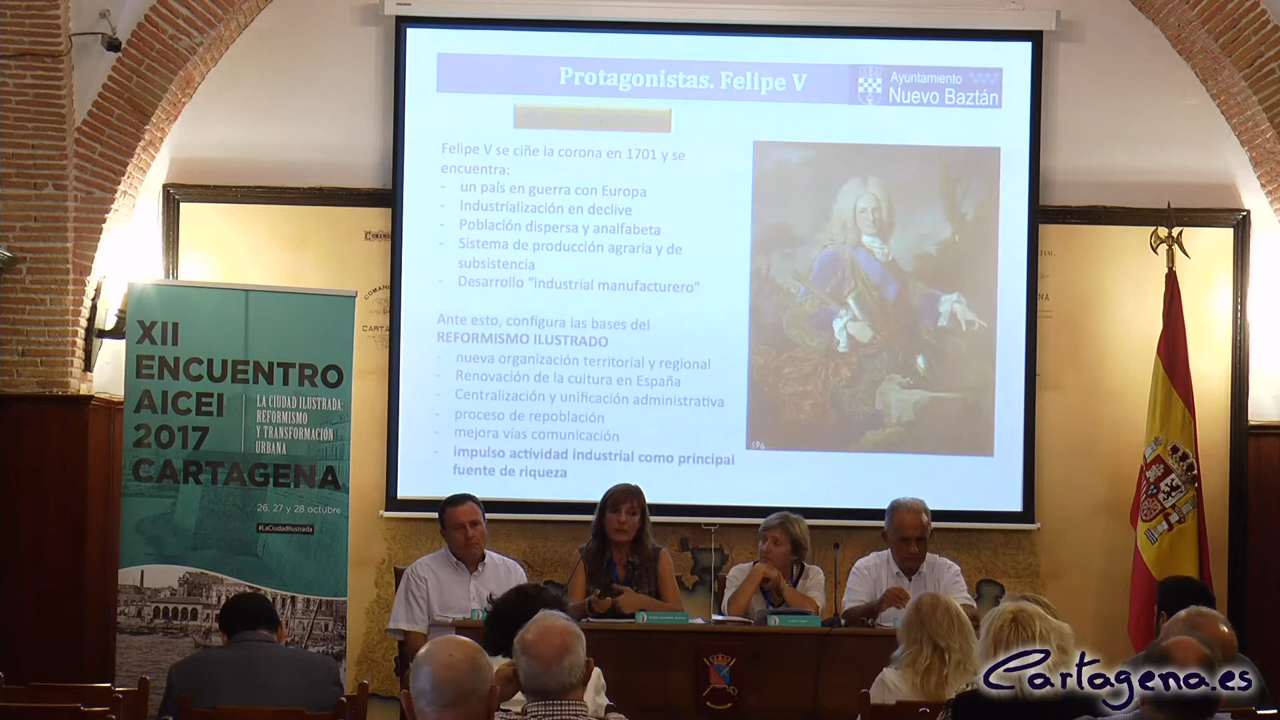 Protagonistas. Felipe V
Ayuntamiento
Nuevo Baztán
Felipe V se ciñe la corona en 1701 y se
encuentra:
- un país en guerra con Europa
- Industrialización en declive
- Población dispersa y analfabeta
- Sistema de producción agraria y de
subsistencia
- Desarrollo “industrial manufacturero”
Ante esto, configura las bases del
REFORMISMO ILUSTRADO
- nueva organización territorial y regional
- Renovación de la cultura en España
- Centralización y unificación administrativa
- proceso de repoblación
- mejora vías comunicación
- Impulso actividad industrial como principal
fuente de riqueza
XII
ENCUENTRO
AICEI
2017
CARTAGENA
LA CIUDAD ILUSTRADA:
REFORMISMO
Y TRANSFORMACIÓN
URBANA
26, 27 y 28 octubre
#LaCiudadIlustrada
Cartagena.es